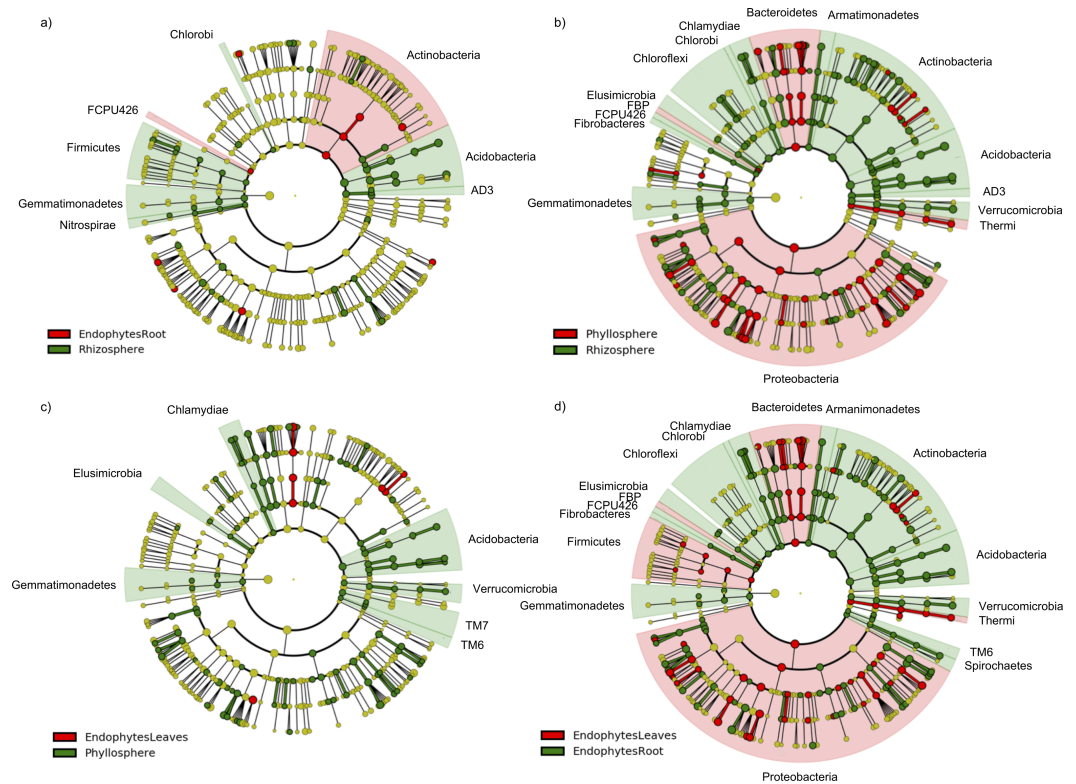 a)
Chlorobi
Actinobacteria
FCPU426
Firmicutes
Acidobacteria
AD3
Gemmatimonadetes
Nitrospirae
EndophytesRoot
Rhizosphere
b)
Bacteroidetes
Armatimonadetes
Chlamydiae
Chlorobi
Chloroflexi
Actinobacteria
Elusimicrobia
FBP
FCPU426
Fibrobacteres
Acidobacteria
AD3
Gemmatimonadetes
Verrucomicrobia
Thermi
Phyllosphere
Rhizosphere
Proteobacteria
c)
Chlamydiae
Elusimicrobia
Acidobacteria
Gemmatimonadetes
Verrucomicrobia
TM7
TM6
EndophytesLeaves
Phyllosphere
d)
Bacteroidetes
Armanimonadetes
Chlamydiae
Chlorobi
Chloroflexi
Actinobacteria
Elusimicrobia
FBP
FCPU426
Fibrobacteres
Firmicutes
Acidobacteria
Gemmatimonadetes
Verrucomicrobia
Thermi
TM6
Spirochaetes
EndophytesLeaves
EndophytesRoot
Proteobacteria